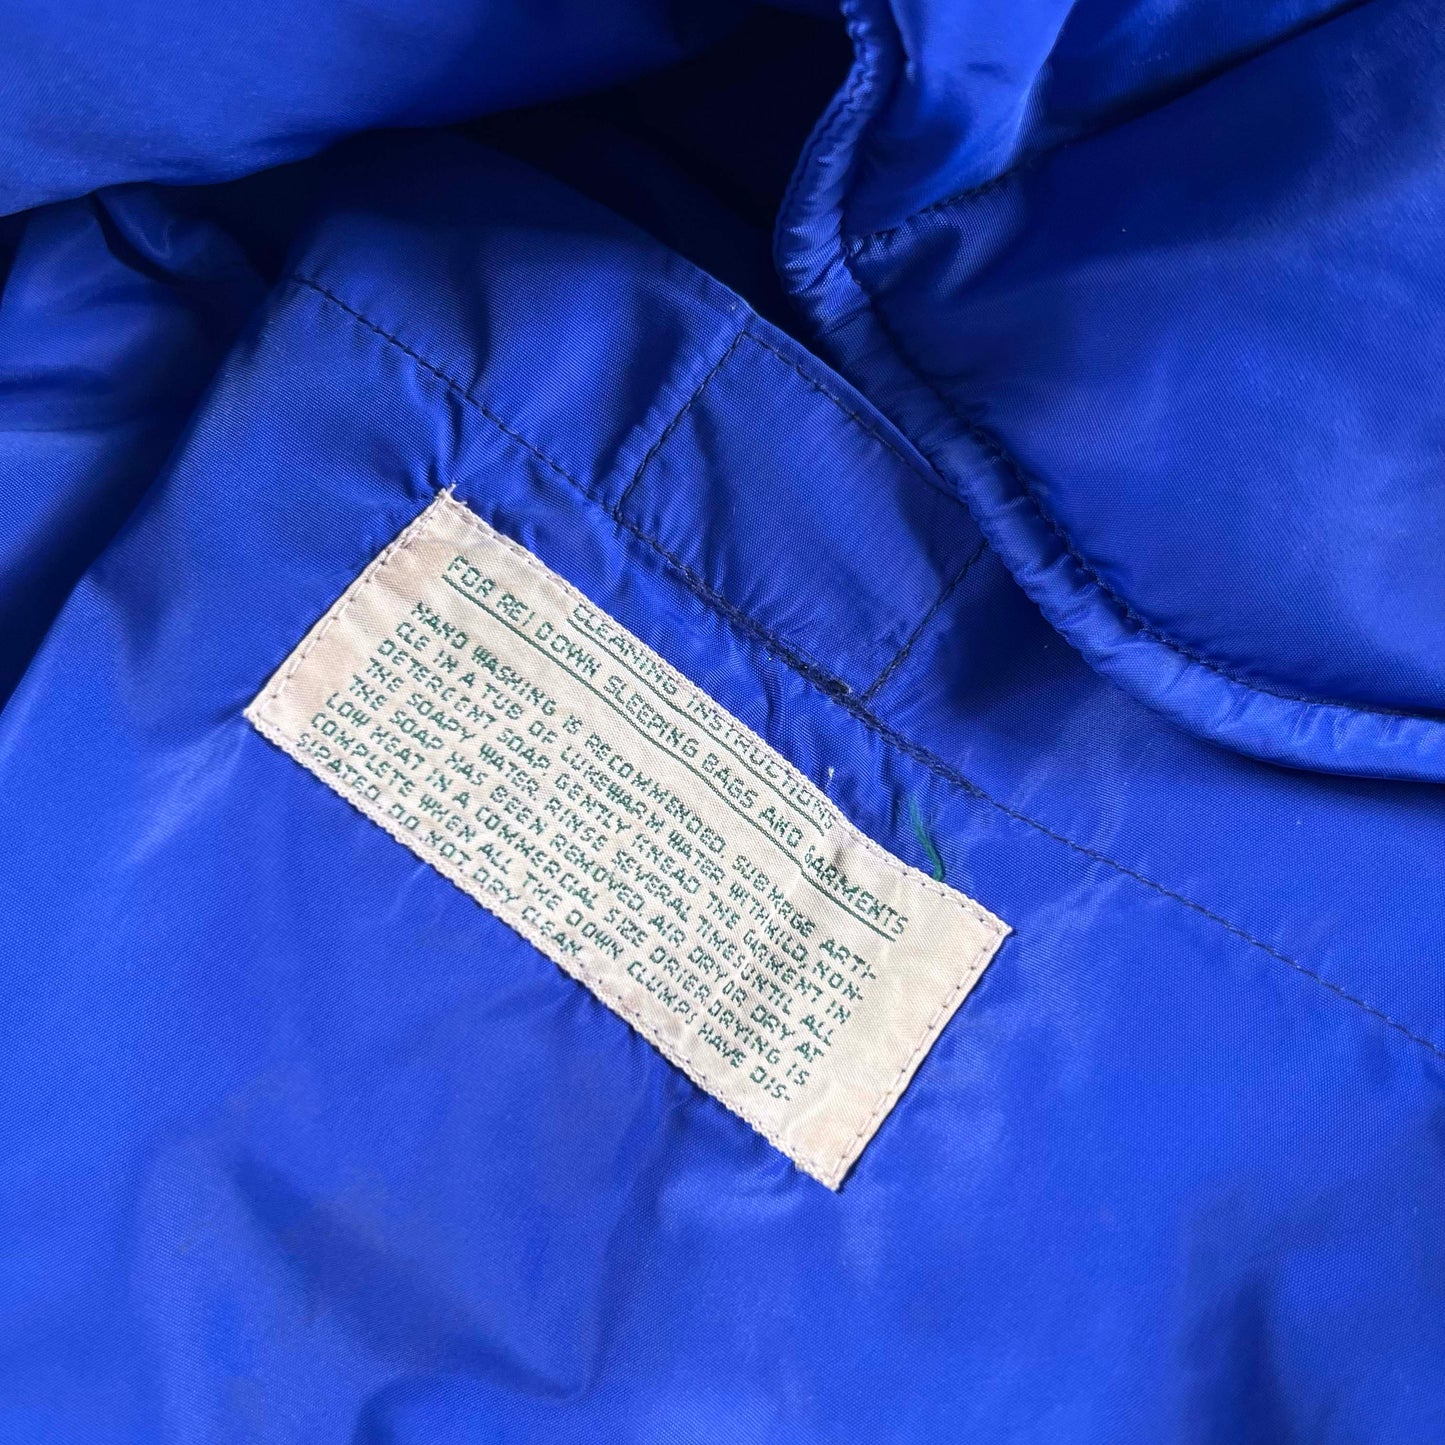 CLEANING INSTRUCTIONS
FOR REI DOWN SLEEPING BAGS AND GARMENTS
HAND WASHING IS RECOMMENDED. SUBMERGE ARTI-
CLE IN A TUB OF LUKEWARM WATER WITH MILD, NON-
DETERGENT SOAP. GENTLY KNEAD THE GARMENT IN
THE SOAPY WATER. RINSE SEVERAL TIMES UNTIL ALL
THE SOAP HAS BEEN REMOVED. AIR DRY OR DRY AT
LOW HEAT IN A COMMERCIAL SIZE DRIER. DRYING IS
COMPLETE WHEN ALL THE DOWN CLUMPS HAVE DIS-
SIPATED. DO NOT DRY CLEAN.